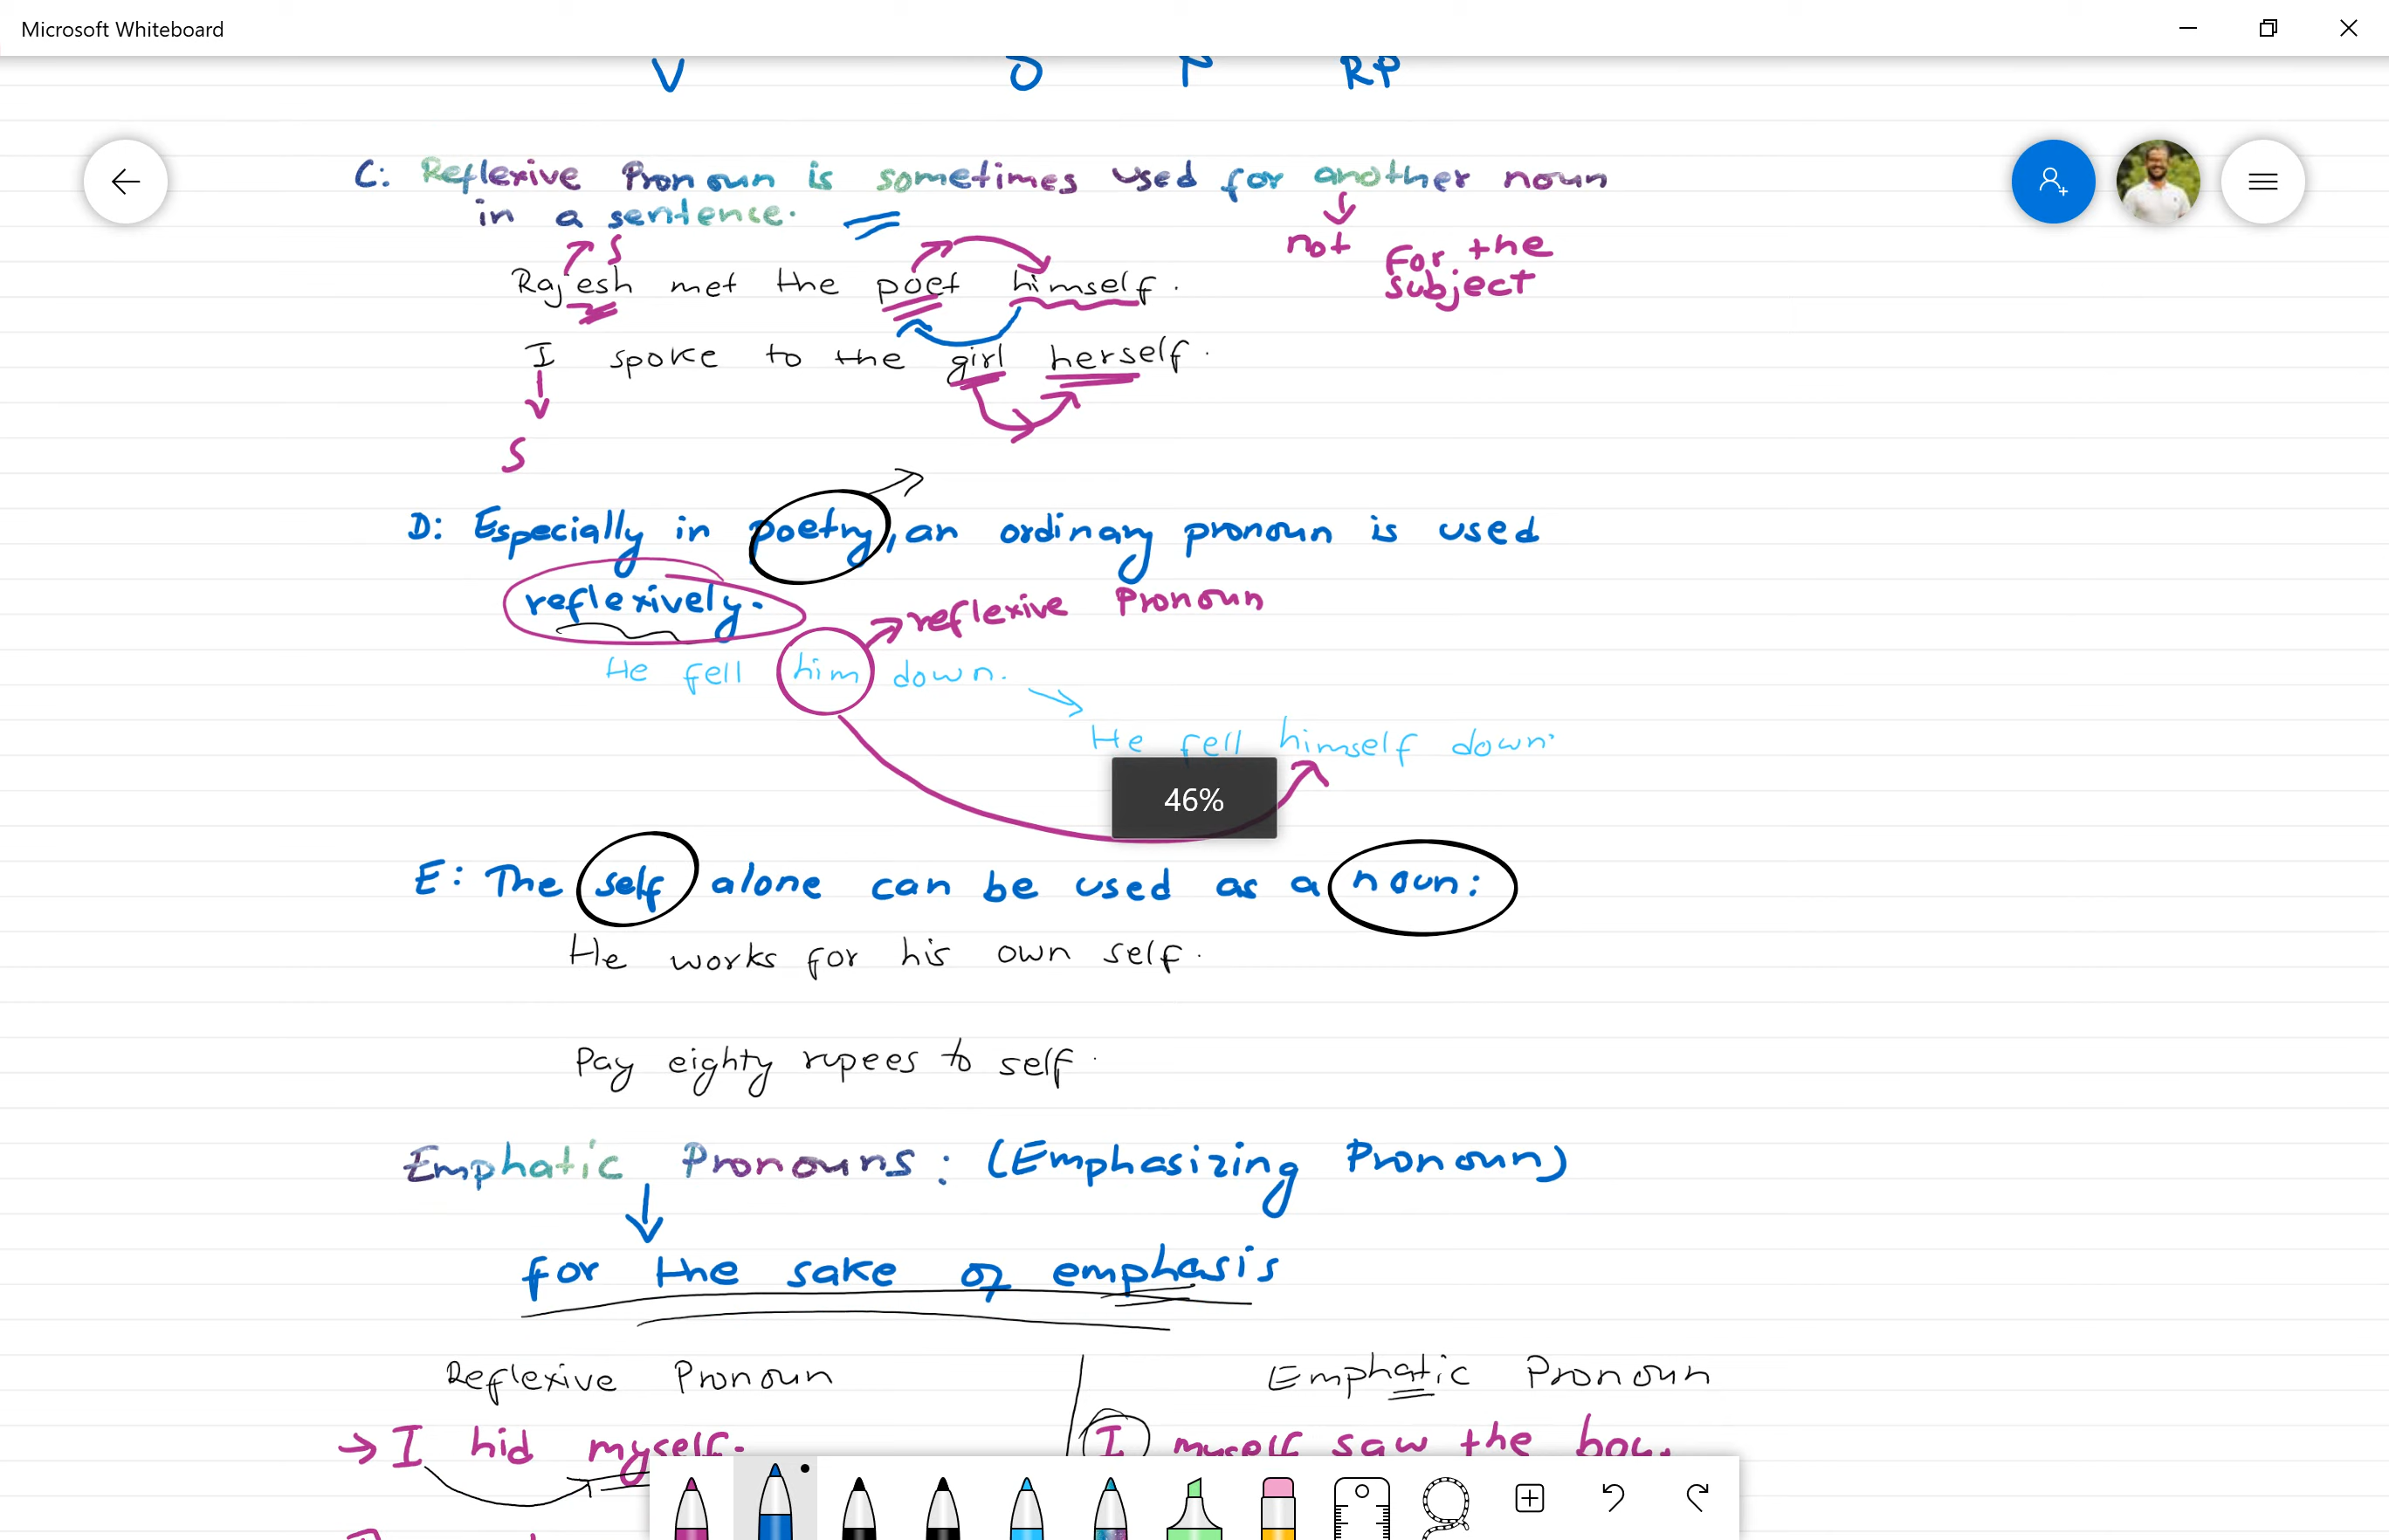 Microsoft Whiteboard
V O P RP
C: Reflexive Pronoun is sometimes used for another noun
in a sentence.
not for the
subject
S
Rajesh met the poet himself.
I spoke to the girl herself.
S
D: Especially in poetry, an ordinary pronoun is used
reflexively.
reflexive Pronoun
He fell him down.
He fell himself down.
46%
E: The self alone can be used as a noun:
He works for his own self.
Pay eighty rupees to self.
Emphatic Pronouns: (Emphasizing Pronoun)
for the sake of emphasis
Reflexive Pronoun
Emphatic Pronoun
I hid myself.
I myself saw the boy.